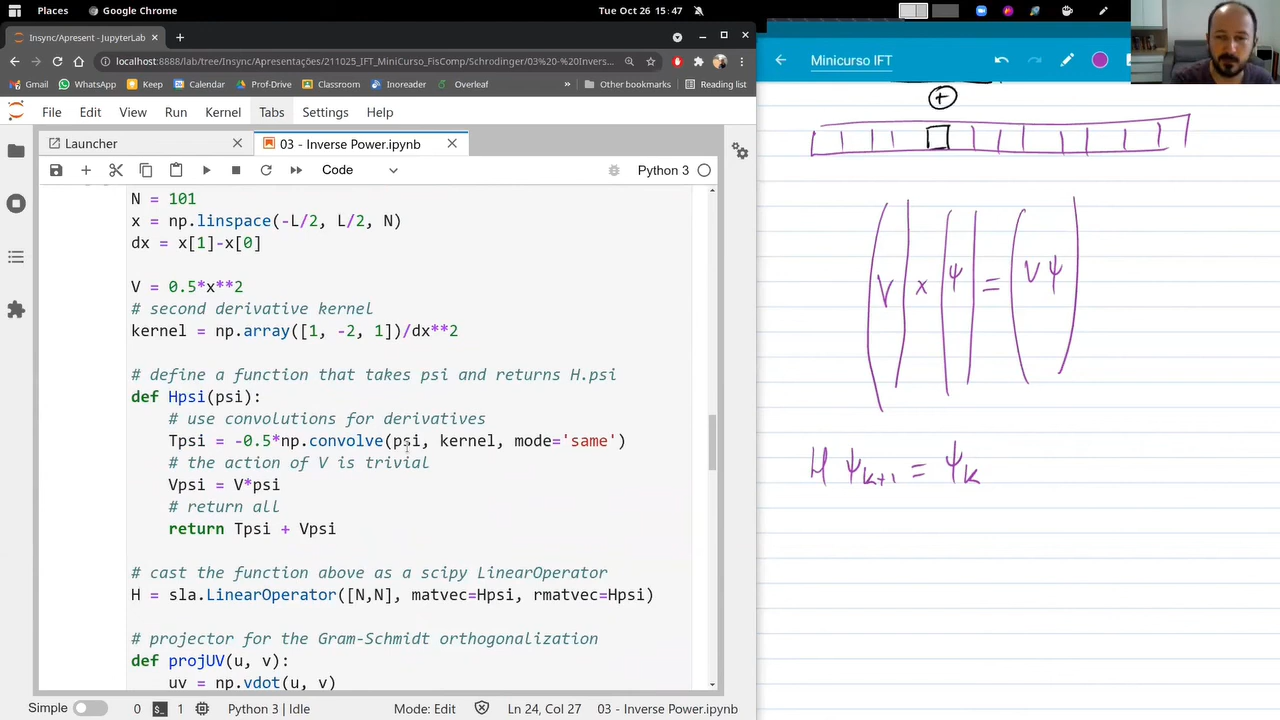 Places
Google Chrome
Tue Oct 26 15:47
Insync/Apresent - JupyterLab
localhost:8888/lab/tree/Insync/Apresentações/211025_IFT_MiniCurso_FisComp/Schrodinger/03%20-%20Invers...
Gmail WhatsApp Keep Calendar Prof-Drive Classroom Inoreader Overleaf Other bookmarks Reading list
File Edit View Run Kernel Tabs Settings Help
Launcher
03 - Inverse Power.ipynb
Code
Python 3
N = 101
x = np.linspace(-L/2, L/2, N)
dx = x[1]-x[0]
V = 0.5*x**2
# second derivative kernel
kernel = np.array([1, -2, 1])/dx**2
# define a function that takes psi and returns H.psi
def Hpsi(psi):
# use convolutions for derivatives
Tpsi = -0.5*np.convolve(psi, kernel, mode='same')
# the action of V is trivial
Vpsi = V*psi
# return all
return Tpsi + Vpsi
# cast the function above as a scipy LinearOperator
H = sla.LinearOperator([N,N], matvec=Hpsi, rmatvec=Hpsi)
# projector for the Gram-Schmidt orthogonalization
def projUV(u, v):
uv = np.vdot(u, v)
Simple 0 1 Python 3 | Idle Mode: Edit Ln 24, Col 27 03 - Inverse Power.ipynb
Minicurso IFT
+
V x ψ = Vψ
H ψk+1 = ψk